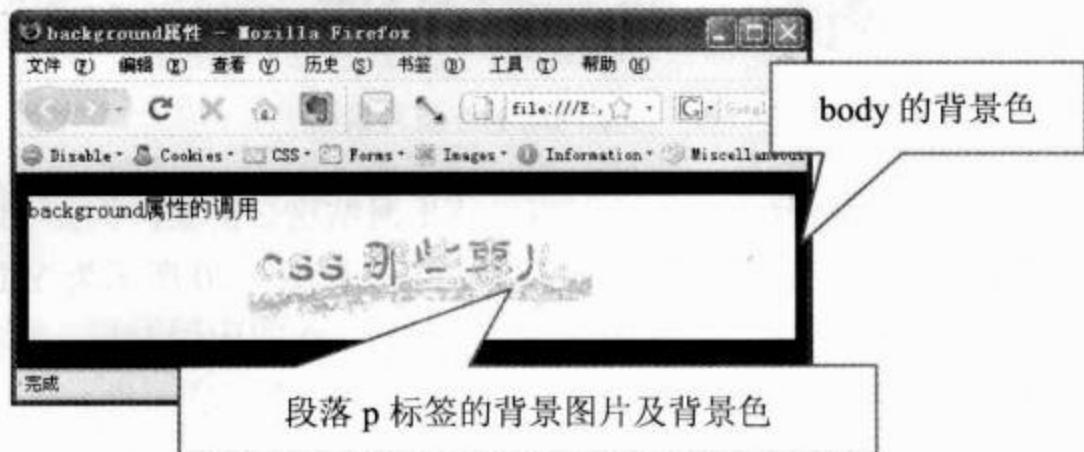 background属性 - Mozilla Firefox
文件 (F) 编辑 (E) 查看 (V) 历史 (S) 书签 (B) 工具 (T) 帮助 (H)
file:///E:
Disable Cookies CSS Forms Images Information Miscellaneous
body 的背景色
background属性的调用
css 那些事儿
完成
段落 p 标签的背景图片及背景色